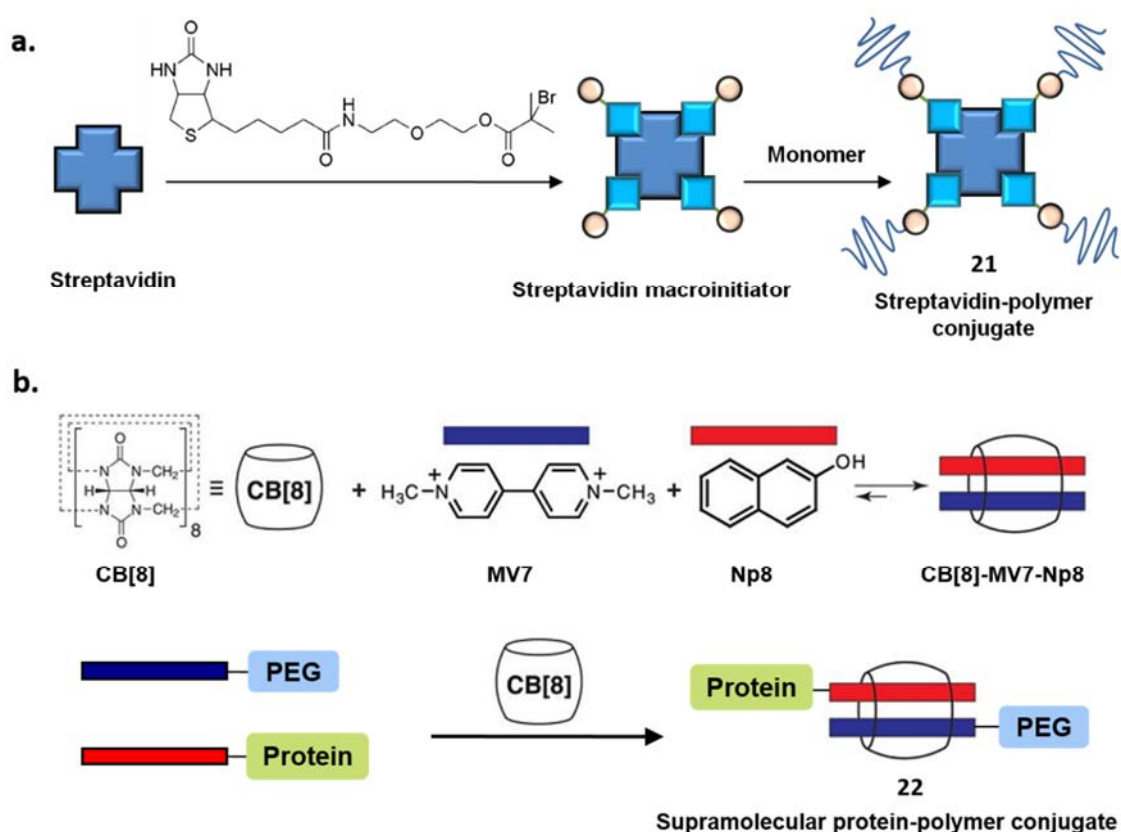 a.
O
HN NH
S
H
N
O
O
O
O
Br
Monomer
Streptavidin
Streptavidin macroinitiator
21
Streptavidin-polymer
conjugate
b.
O
N N-CH₂
H H
N N-CH₂
O
8
CB[8]
≡
CB[8]
+
H₃C-N+
N+-CH₃
+
OH
CB[8]
MV7
Np8
CB[8]-MV7-Np8
PEG
Protein
CB[8]
Protein
PEG
22
Supramolecular protein-polymer conjugate